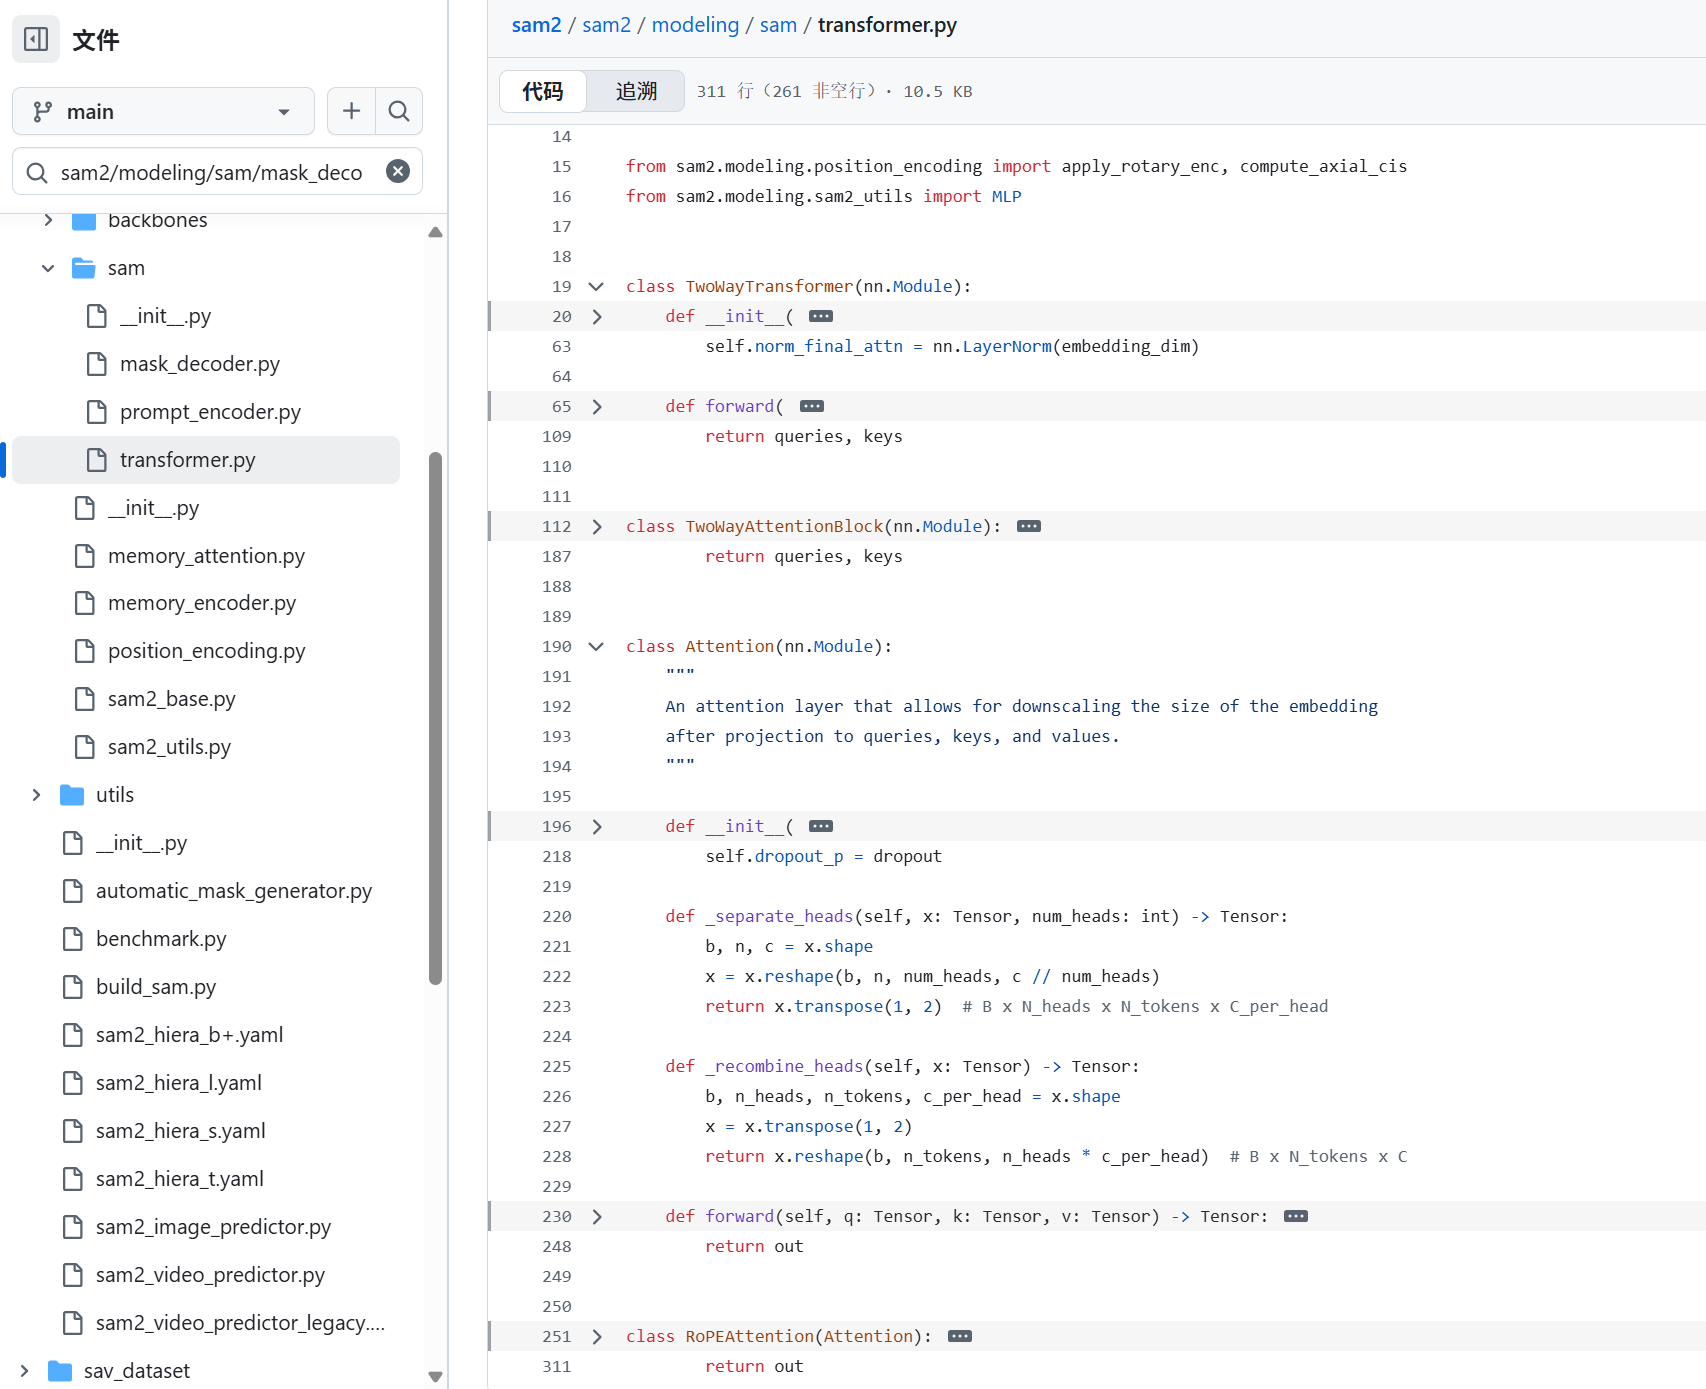 文件
main
sam2/modeling/sam/mask_deco
backbones
sam
__init__.py
mask_decoder.py
prompt_encoder.py
transformer.py
__init__.py
memory_attention.py
memory_encoder.py
position_encoding.py
sam2_base.py
sam2_utils.py
utils
__init__.py
automatic_mask_generator.py
benchmark.py
build_sam.py
sam2_hiera_b+.yaml
sam2_hiera_l.yaml
sam2_hiera_s.yaml
sam2_hiera_t.yaml
sam2_image_predictor.py
sam2_video_predictor.py
sam2_video_predictor_legacy....
sav_dataset
sam2 / sam2 / modeling / sam / transformer.py
代码 追溯 311 行（261 非空行）· 10.5 KB
14
15 from sam2.modeling.position_encoding import apply_rotary_enc, compute_axial_cis
16 from sam2.modeling.sam2_utils import MLP
17
18
19 class TwoWayTransformer(nn.Module):
20 def __init__( ...
63 self.norm_final_attn = nn.LayerNorm(embedding_dim)
64
65 def forward( ...
109 return queries, keys
110
111
112 class TwoWayAttentionBlock(nn.Module): ...
187 return queries, keys
188
189
190 class Attention(nn.Module):
191 """
192 An attention layer that allows for downscaling the size of the embedding
193 after projection to queries, keys, and values.
194 """
195
196 def __init__( ...
218 self.dropout_p = dropout
219
220 def _separate_heads(self, x: Tensor, num_heads: int) -> Tensor:
221 b, n, c = x.shape
222 x = x.reshape(b, n, num_heads, c // num_heads)
223 return x.transpose(1, 2)  # B x N_heads x N_tokens x C_per_head
224
225 def _recombine_heads(self, x: Tensor) -> Tensor:
226 b, n_heads, n_tokens, c_per_head = x.shape
227 x = x.transpose(1, 2)
228 return x.reshape(b, n_tokens, n_heads * c_per_head)  # B x N_tokens x C
229
230 def forward(self, q: Tensor, k: Tensor, v: Tensor) -> Tensor: ...
248 return out
249
250
251 class RoPEAttention(Attention): ...
311 return out